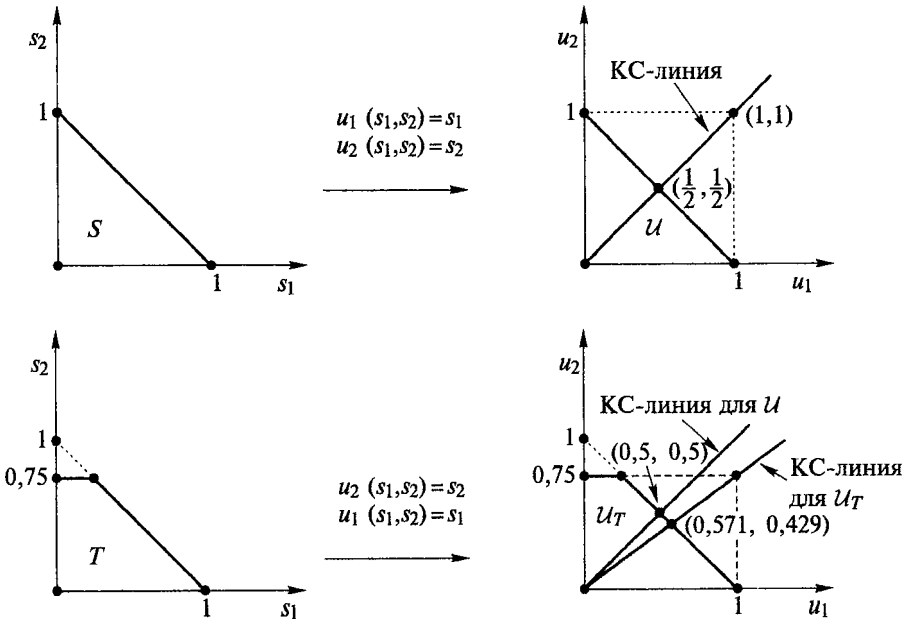 s₂
1
S
1
s₁
u₁ (s₁,s₂)=s₁
u₂ (s₁,s₂)=s₂
u₂
КС-линия
1
(1,1)
(1/2,1/2)
𝒰
1
u₁
s₂
1
0,75
T
1
s₁
u₂ (s₁,s₂)=s₂
u₁ (s₁,s₂)=s₁
u₂
КС-линия для 𝒰
1
(0,5, 0,5)
0,75
КС-линия
для 𝒰_T
𝒰_T
(0,571, 0,429)
1
u₁